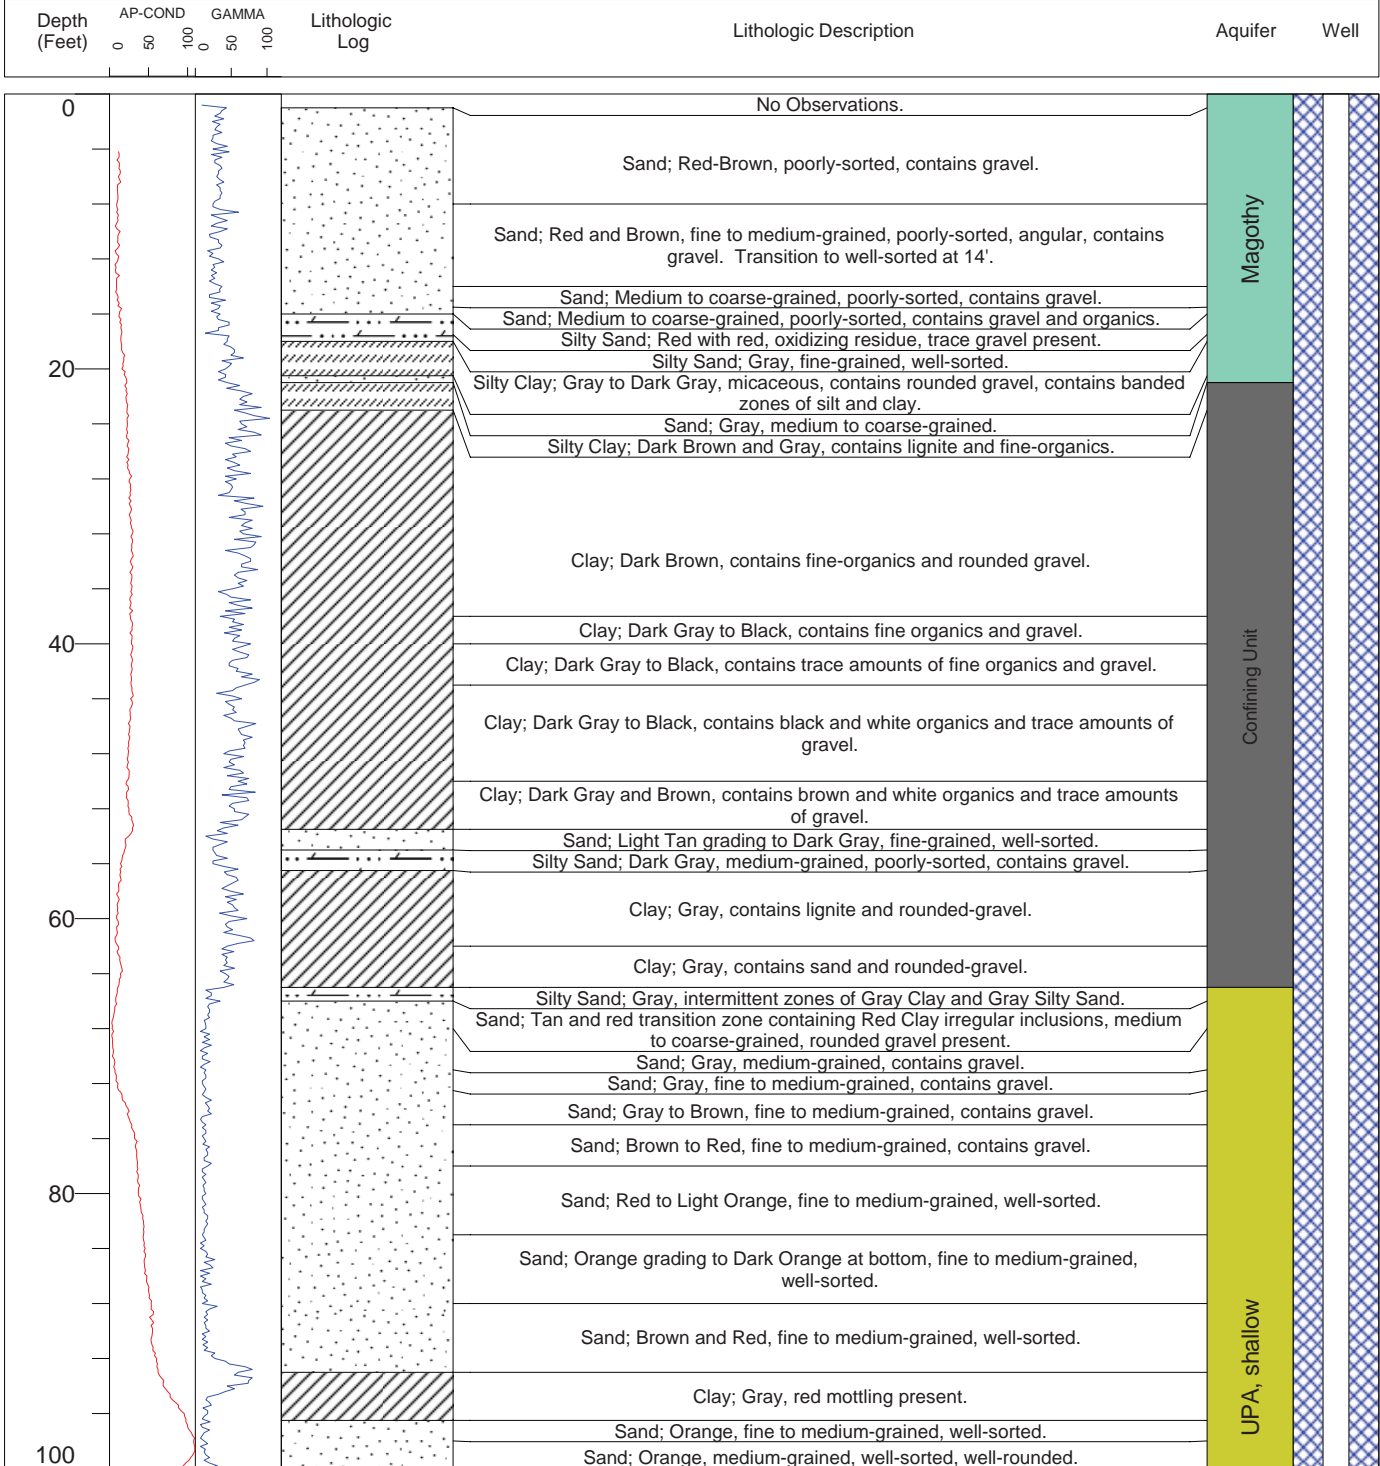 Depth
(Feet)
AP-COND
0 50 100
GAMMA
0 50 100
Lithologic
Log
Lithologic Description
Aquifer
Well
0
No Observations.
Sand; Red-Brown, poorly-sorted, contains gravel.
Sand; Red and Brown, fine to medium-grained, poorly-sorted, angular, contains
gravel. Transition to well-sorted at 14'.
Magothy
Sand; Medium to coarse-grained, poorly-sorted, contains gravel.
Sand; Medium to coarse-grained, poorly-sorted, contains gravel and organics.
Silty Sand; Red with red, oxidizing residue, trace gravel present.
Silty Sand; Gray, fine-grained, well-sorted.
20
Silty Clay; Gray to Dark Gray, micaceous, contains rounded gravel, contains banded
zones of silt and clay.
Sand; Gray, medium to coarse-grained.
Silty Clay; Dark Brown and Gray, contains lignite and fine-organics.
Clay; Dark Brown, contains fine-organics and rounded gravel.
Clay; Dark Gray to Black, contains fine organics and gravel.
40
Clay; Dark Gray to Black, contains trace amounts of fine organics and gravel.
Confining Unit
Clay; Dark Gray to Black, contains black and white organics and trace amounts of
gravel.
Clay; Dark Gray and Brown, contains brown and white organics and trace amounts
of gravel.
Sand; Light Tan grading to Dark Gray, fine-grained, well-sorted.
Silty Sand; Dark Gray, medium-grained, poorly-sorted, contains gravel.
Clay; Gray, contains lignite and rounded-gravel.
60
Clay; Gray, contains sand and rounded-gravel.
Silty Sand; Gray, intermittent zones of Gray Clay and Gray Silty Sand.
Sand; Tan and red transition zone containing Red Clay irregular inclusions, medium
to coarse-grained, rounded gravel present.
Sand; Gray, medium-grained, contains gravel.
Sand; Gray, fine to medium-grained, contains gravel.
Sand; Gray to Brown, fine to medium-grained, contains gravel.
Sand; Brown to Red, fine to medium-grained, contains gravel.
80
Sand; Red to Light Orange, fine to medium-grained, well-sorted.
Sand; Orange grading to Dark Orange at bottom, fine to medium-grained,
well-sorted.
Sand; Brown and Red, fine to medium-grained, well-sorted.
UPA, shallow
Clay; Gray, red mottling present.
Sand; Orange, fine to medium-grained, well-sorted.
100
Sand; Orange, medium-grained, well-sorted, well-rounded.